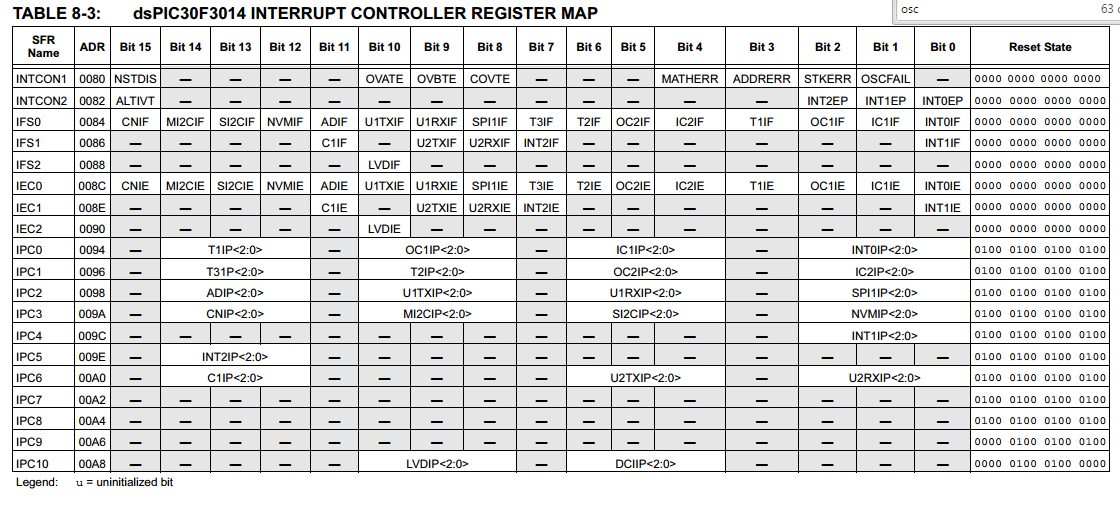 osc 63
TABLE 8-3: dsPIC30F3014 INTERRUPT CONTROLLER REGISTER MAP
SFR Name ADR Bit 15 Bit 14 Bit 13 Bit 12 Bit 11 Bit 10 Bit 9 Bit 8 Bit 7 Bit 6 Bit 5 Bit 4 Bit 3 Bit 2 Bit 1 Bit 0 Reset State
INTCON1 0080 NSTDIS — — — — OVATE OVBTE COVTE — — — MATHERR ADDRERR STKERR OSCFAIL — 0000 0000 0000 0000
INTCON2 0082 ALTIVT — — — — — — — — — — — — INT2EP INT1EP INT0EP 0000 0000 0000 0000
IFS0 0084 CNIF MI2CIF SI2CIF NVMIF ADIF U1TXIF U1RXIF SPI1IF T3IF T2IF OC2IF IC2IF T1IF OC1IF IC1IF INT0IF 0000 0000 0000 0000
IFS1 0086 — — — — C1IF — U2TXIF U2RXIF INT2IF — — — — — — INT1IF 0000 0000 0000 0000
IFS2 0088 — — — — — LVDIF — — — — — — — — — — 0000 0000 0000 0000
IEC0 008C CNIE MI2CIE SI2CIE NVMIE ADIE U1TXIE U1RXIE SPI1IE T3IE T2IE OC2IE IC2IE T1IE OC1IE IC1IE INT0IE 0000 0000 0000 0000
IEC1 008E — — — — C1IE — U2TXIE U2RXIE INT2IE — — — — — — INT1IE 0000 0000 0000 0000
IEC2 0090 — — — — — LVDIE — — — — — — — — — — 0000 0000 0000 0000
IPC0 0094 — T1IP<2:0> — OC1IP<2:0> — IC1IP<2:0> — INT0IP<2:0> 0100 0100 0100 0100
IPC1 0096 — T31P<2:0> — T2IP<2:0> — OC2IP<2:0> — IC2IP<2:0> 0100 0100 0100 0100
IPC2 0098 — ADIP<2:0> — U1TXIP<2:0> — U1RXIP<2:0> — SPI1IP<2:0> 0100 0100 0100 0100
IPC3 009A — CNIP<2:0> — MI2CIP<2:0> — SI2CIP<2:0> — NVMIP<2:0> 0100 0100 0100 0100
IPC4 009C — — — — — — — — — — — — — INT1IP<2:0> 0100 0100 0100 0100
IPC5 009E — INT2IP<2:0> — — — — — — — — — — — — 0100 0100 0100 0100
IPC6 00A0 — C1IP<2:0> — — — — — U2TXIP<2:0> — U2RXIP<2:0> 0100 0100 0100 0100
IPC7 00A2 — — — — — — — — — — — — — — — — 0100 0100 0100 0100
IPC8 00A4 — — — — — — — — — — — — — — — — 0100 0100 0100 0100
IPC9 00A6 — — — — — — — — — — — — — — — — 0000 0100 0100 0100
IPC10 00A8 — — — — — LVDIP<2:0> — DCIIP<2:0> — — — — 0000 0100 0100 0000
Legend: u = uninitialized bit